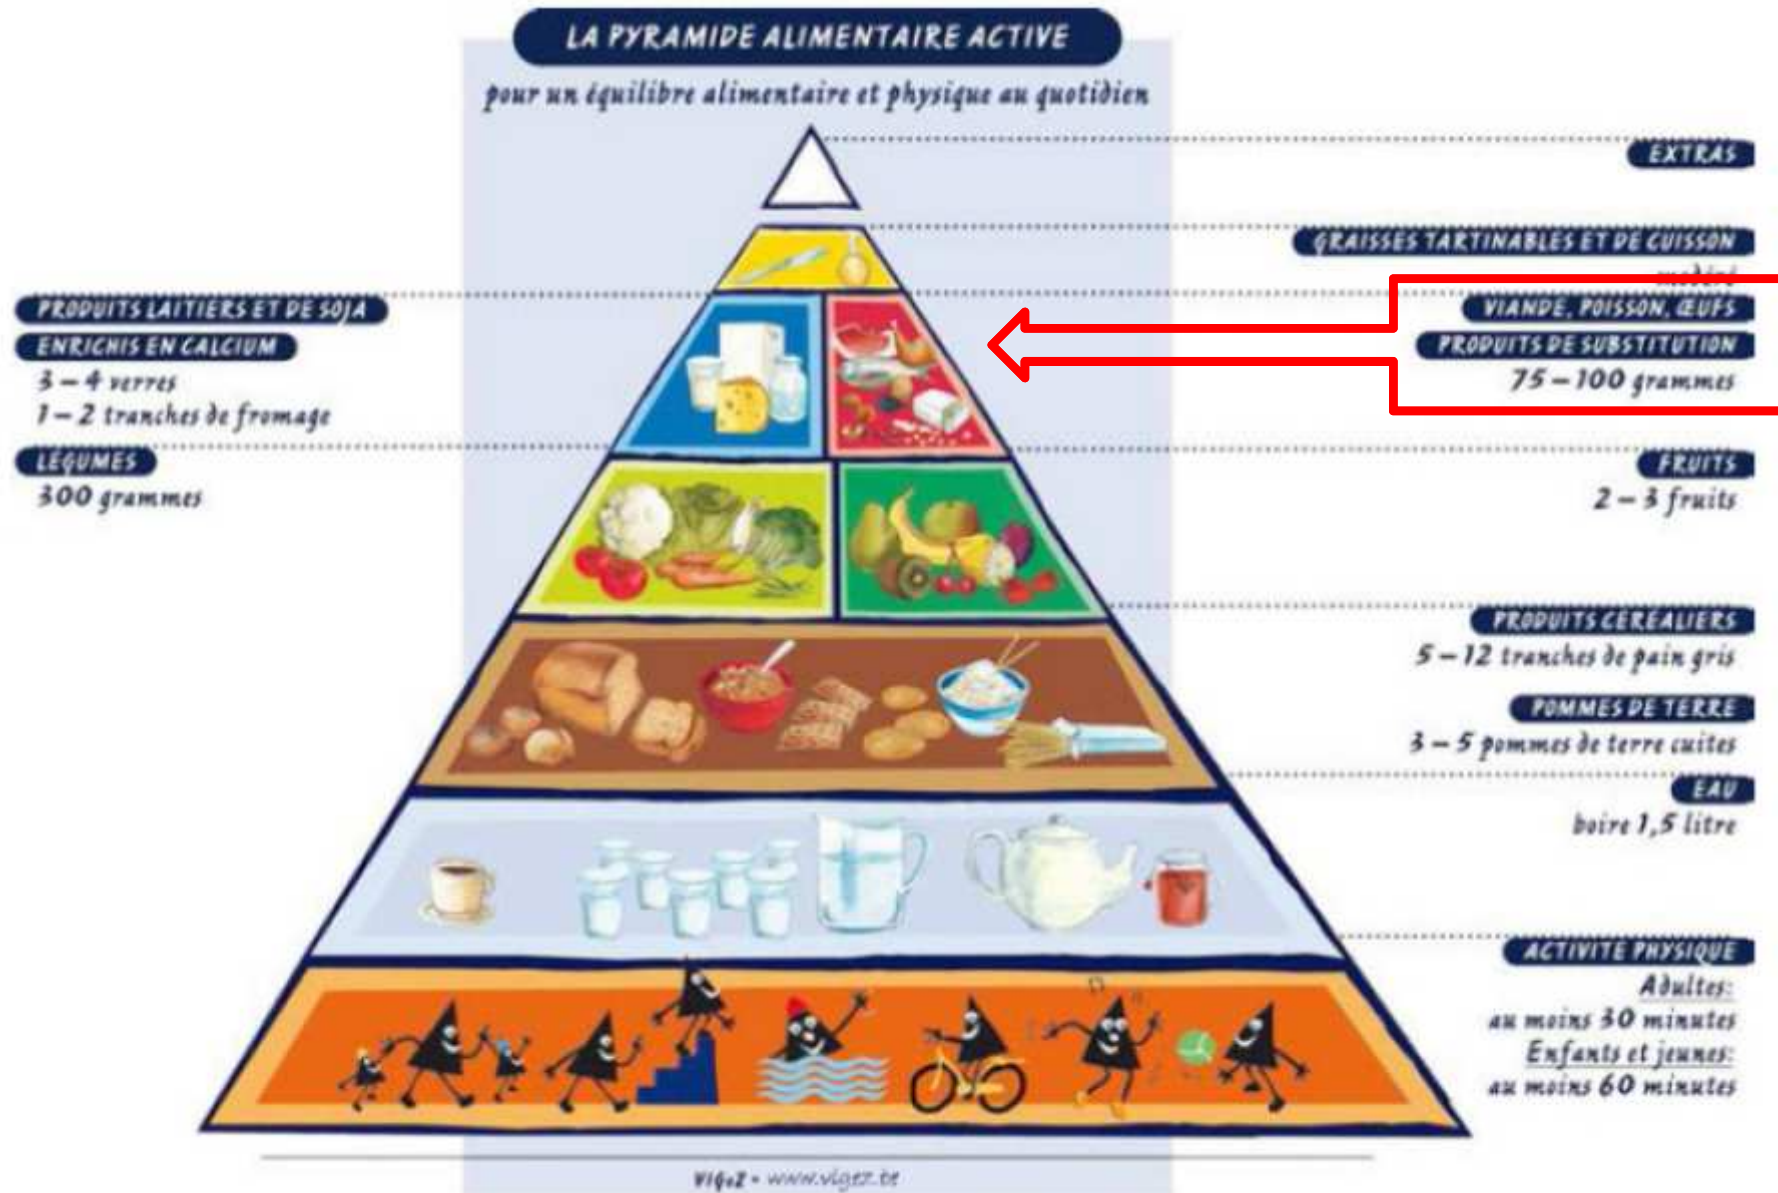 LA PYRAMIDE ALIMENTAIRE ACTIVE
pour un équilibre alimentaire et physique au quotidien
EXTRAS
GRAISSES TARTINABLES ET DE CUISSON
modéré
PRODUITS LAITIERS ET DE SOJA
ENRICHIS EN CALCIUM
3 – 4 verres
1 – 2 tranches de fromage
VIANDE, POISSON, ŒUFS
PRODUITS DE SUBSTITUTION
75 – 100 grammes
LÉGUMES
300 grammes
FRUITS
2 – 3 fruits
PRODUITS CÉRÉALIERS
5 – 12 tranches de pain gris
POMMES DE TERRE
3 – 5 pommes de terre cuites
EAU
boire 1,5 litre
ACTIVITÉ PHYSIQUE
Adultes:
au moins 30 minutes
Enfants et jeunes:
au moins 60 minutes
VIGeZ - www.vigez.be